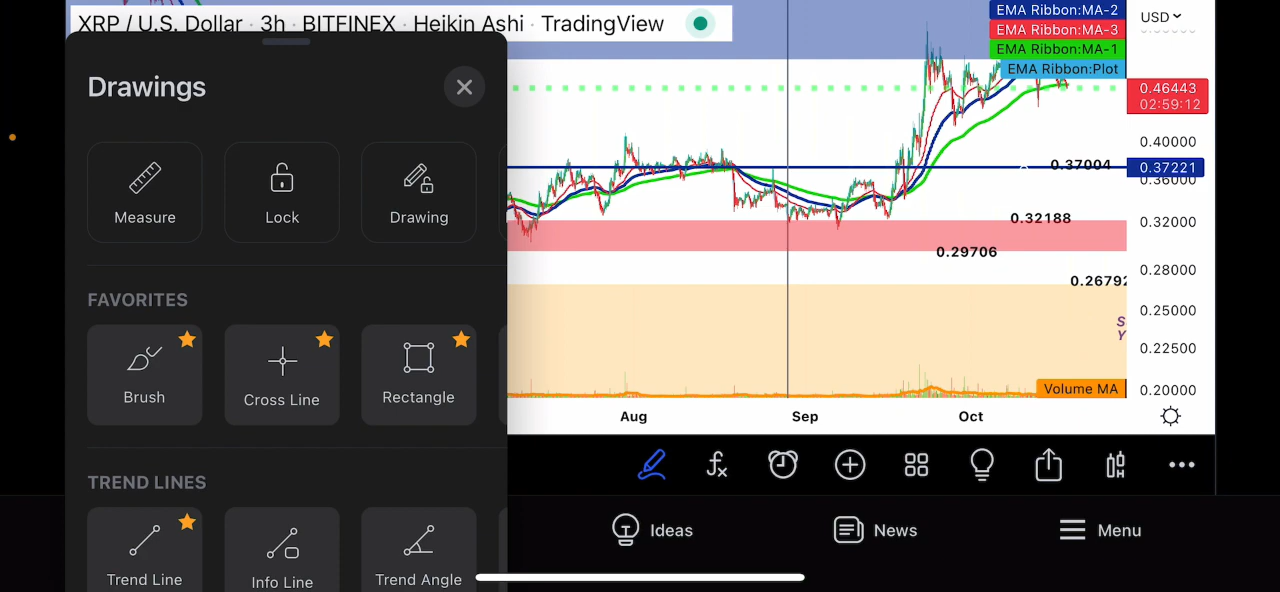 XRP / U.S. Dollar · 3h · BITFINEX · Heikin Ashi · TradingView
EMA Ribbon:MA-2
EMA Ribbon:MA-3
EMA Ribbon:MA-1
EMA Ribbon:Plot
USD
0.46443
02:59:12
0.40000
0.37004
0.37221
0.36000
0.32188
0.32000
0.29706
0.28000
0.26792
0.25000
S
Y
0.22500
Volume MA
0.20000
Aug
Sep
Oct
Drawings
Measure
Lock
Drawing
FAVORITES
Brush
Cross Line
Rectangle
TREND LINES
Trend Line
Info Line
Trend Angle
Ideas
News
Menu